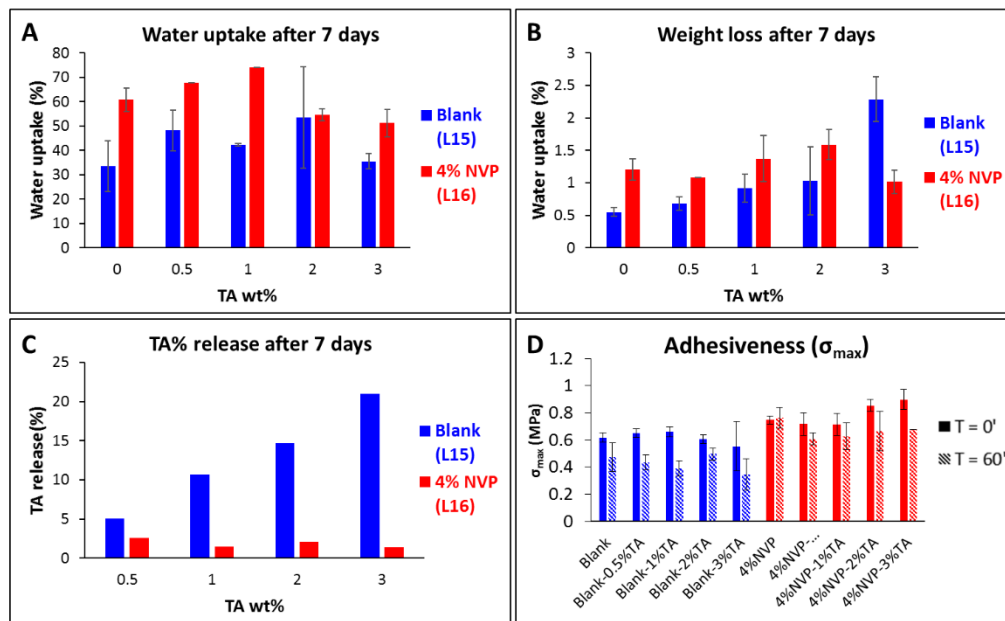 A
Water uptake after 7 days
Water uptake (%)
80
70
60
50
40
30
20
10
0
0
0.5
1
2
3
TA wt%
Blank
(L15)
4% NVP
(L16)
B
Weight loss after 7 days
Water uptake (%)
3
2.5
2
1.5
1
0.5
0
0
0.5
1
2
3
TA wt%
Blank
(L15)
4% NVP
(L16)
C
TA% release after 7 days
TA release(%)
25
20
15
10
5
0
0.5
1
2
3
TA wt%
Blank
(L15)
4% NVP
(L16)
D
Adhesiveness (σmax)
σmax (MPa)
1.2
1
0.8
0.6
0.4
0.2
0
Blank
Blank-0.5%TA
Blank-1%TA
Blank-2%TA
Blank-3%TA
4%NVP
4%NVP-...
4%NVP-1%TA
4%NVP-2%TA
4%NVP-3%TA
T = 0'
T = 60'